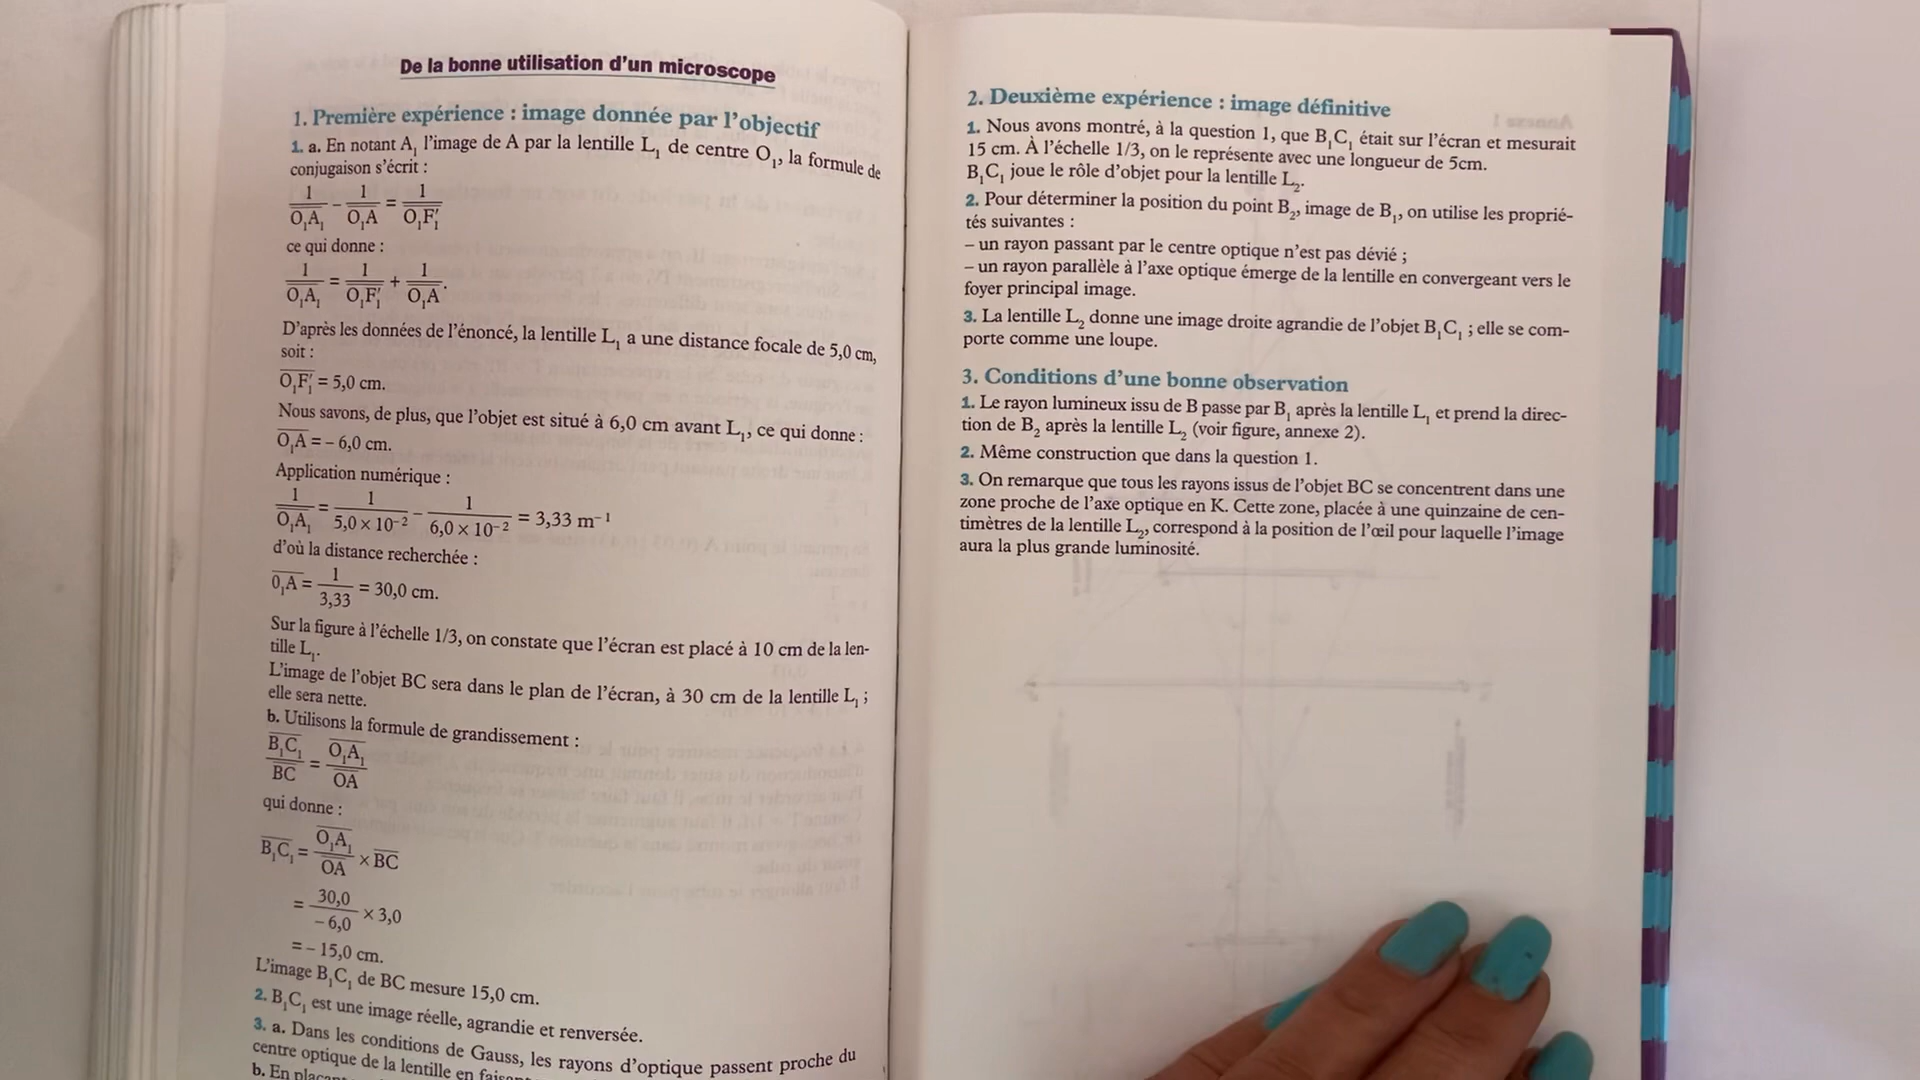 De la bonne utilisation d'un microscope
1. Première expérience : image donnée par l'objectif
1. a. En notant A₁ l'image de A par la lentille L₁ de centre O₁, la formule de
conjugaison s'écrit :
1/O₁A₁ - 1/O₁A = 1/O₁F′₁
ce qui donne :
1/O₁A₁ = 1/O₁F′₁ + 1/O₁A.
D'après les données de l'énoncé, la lentille L₁ a une distance focale de 5,0 cm,
soit :
O₁F′₁ = 5,0 cm.
Nous savons, de plus, que l'objet est situé à 6,0 cm avant L₁, ce qui donne :
O₁A = – 6,0 cm.
Application numérique :
1/O₁A₁ = 1/5,0 × 10⁻² – 1/6,0 × 10⁻² = 3,33 m⁻¹
d'où la distance recherchée :
0₁A = 1/3,33 = 30,0 cm.
Sur la figure à l'échelle 1/3, on constate que l'écran est placé à 10 cm de la len-
tille L₁.
L'image de l'objet BC sera dans le plan de l'écran, à 30 cm de la lentille L₁ ;
elle sera nette.
b. Utilisons la formule de grandissement :
B₁C₁/BC = O₁A₁/OA
qui donne :
B₁C₁ = O₁A₁/OA × BC
= 30,0/– 6,0 × 3,0
= – 15,0 cm.
L'image B₁C₁ de BC mesure 15,0 cm.
2. B₁C₁ est une image réelle, agrandie et renversée.
3. a. Dans les conditions de Gauss, les rayons d'optique passent proche du
centre optique de la lentille en
b. En
2. Deuxième expérience : image définitive
1. Nous avons montré, à la question 1, que B₁C₁ était sur l'écran et mesurait
15 cm. À l'échelle 1/3, on le représente avec une longueur de 5cm.
B₁C₁ joue le rôle d'objet pour la lentille L₂.
2. Pour déterminer la position du point B₂, image de B₁, on utilise les proprié-
tés suivantes :
– un rayon passant par le centre optique n'est pas dévié ;
– un rayon parallèle à l'axe optique émerge de la lentille en convergeant vers le
foyer principal image.
3. La lentille L₂ donne une image droite agrandie de l'objet B₁C₁ ; elle se com-
porte comme une loupe.
3. Conditions d'une bonne observation
1. Le rayon lumineux issu de B passe par B₁ après la lentille L₁ et prend la direc-
tion de B₂ après la lentille L₂ (voir figure, annexe 2).
2. Même construction que dans la question 1.
3. On remarque que tous les rayons issus de l'objet BC se concentrent dans une
zone proche de l'axe optique en K. Cette zone, placée à une quinzaine de cen-
timètres de la lentille L₂, correspond à la position de l'œil pour laquelle l'image
aura la plus grande luminosité.